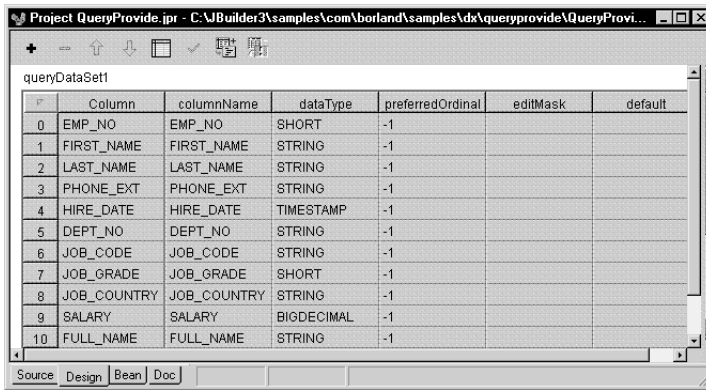 Project QueryProvide.jpr - C:\JBuilder3\samples\com\borland\samples\dx\queryprovide\QueryProvi...
queryDataSet1
Column columnName dataType preferredOrdinal editMask default
0 EMP_NO EMP_NO SHORT -1
1 FIRST_NAME FIRST_NAME STRING -1
2 LAST_NAME LAST_NAME STRING -1
3 PHONE_EXT PHONE_EXT STRING -1
4 HIRE_DATE HIRE_DATE TIMESTAMP -1
5 DEPT_NO DEPT_NO STRING -1
6 JOB_CODE JOB_CODE STRING -1
7 JOB_GRADE JOB_GRADE SHORT -1
8 JOB_COUNTRY JOB_COUNTRY STRING -1
9 SALARY SALARY BIGDECIMAL -1
10 FULL_NAME FULL_NAME STRING -1
Source Design Bean Doc